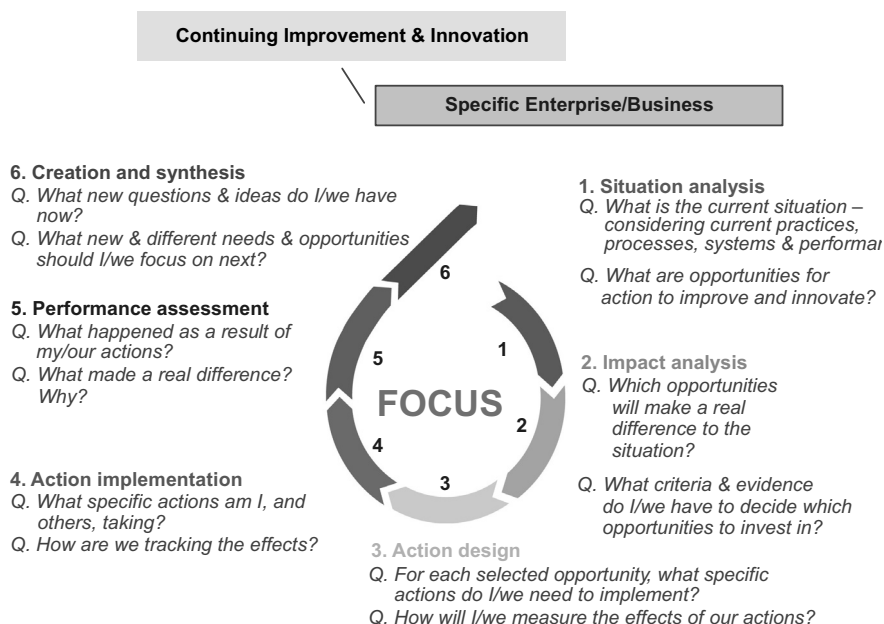 Continuing Improvement & Innovation
Specific Enterprise/Business
6. Creation and synthesis
Q. What new questions & ideas do I/we have
now?
Q. What new & different needs & opportunities
should I/we focus on next?
5. Performance assessment
Q. What happened as a result of
my/our actions?
Q. What made a real difference?
Why?
4. Action implementation
Q. What specific actions am I, and
others, taking?
Q. How are we tracking the effects?
1. Situation analysis
Q. What is the current situation –
considering current practices,
processes, systems & performan
Q. What are opportunities for
action to improve and innovate?
2. Impact analysis
Q. Which opportunities
will make a real
difference to the
situation?
Q. What criteria & evidence
do I/we have to decide which
opportunities to invest in?
3. Action design
Q. For each selected opportunity, what specific
actions do I/we need to implement?
Q. How will I/we measure the effects of our actions?
6
5
4
3
2
1
FOCUS